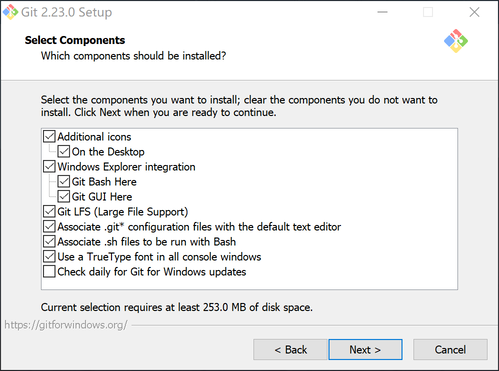 Git 2.23.0 Setup
Select Components
Which components should be installed?
Select the components you want to install; clear the components you do not want to
install. Click Next when you are ready to continue.
Additional icons
On the Desktop
Windows Explorer integration
Git Bash Here
Git GUI Here
Git LFS (Large File Support)
Associate .git* configuration files with the default text editor
Associate .sh files to be run with Bash
Use a TrueType font in all console windows
Check daily for Git for Windows updates
Current selection requires at least 253.0 MB of disk space.
https://gitforwindows.org/
< Back Next > Cancel